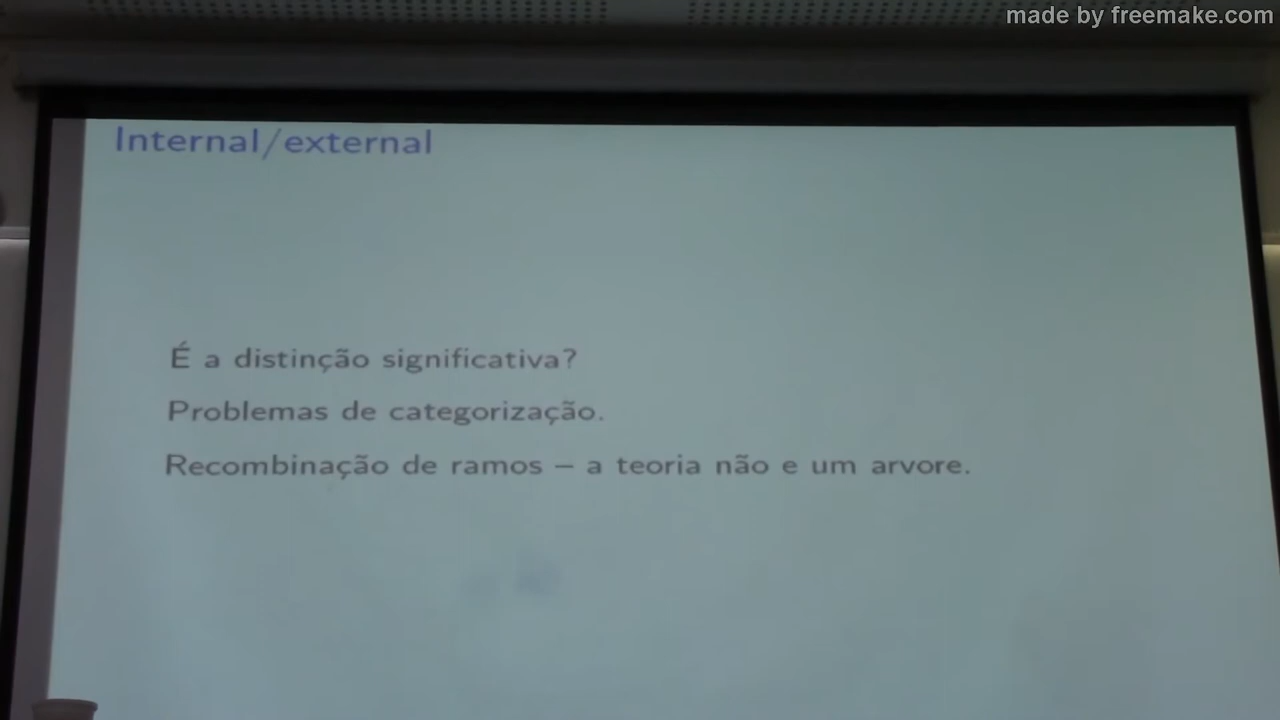 made by freemake.com
Internal/external
É a distinção significativa?
Problemas de categorização.
Recombinação de ramos – a teoria não e um arvore.